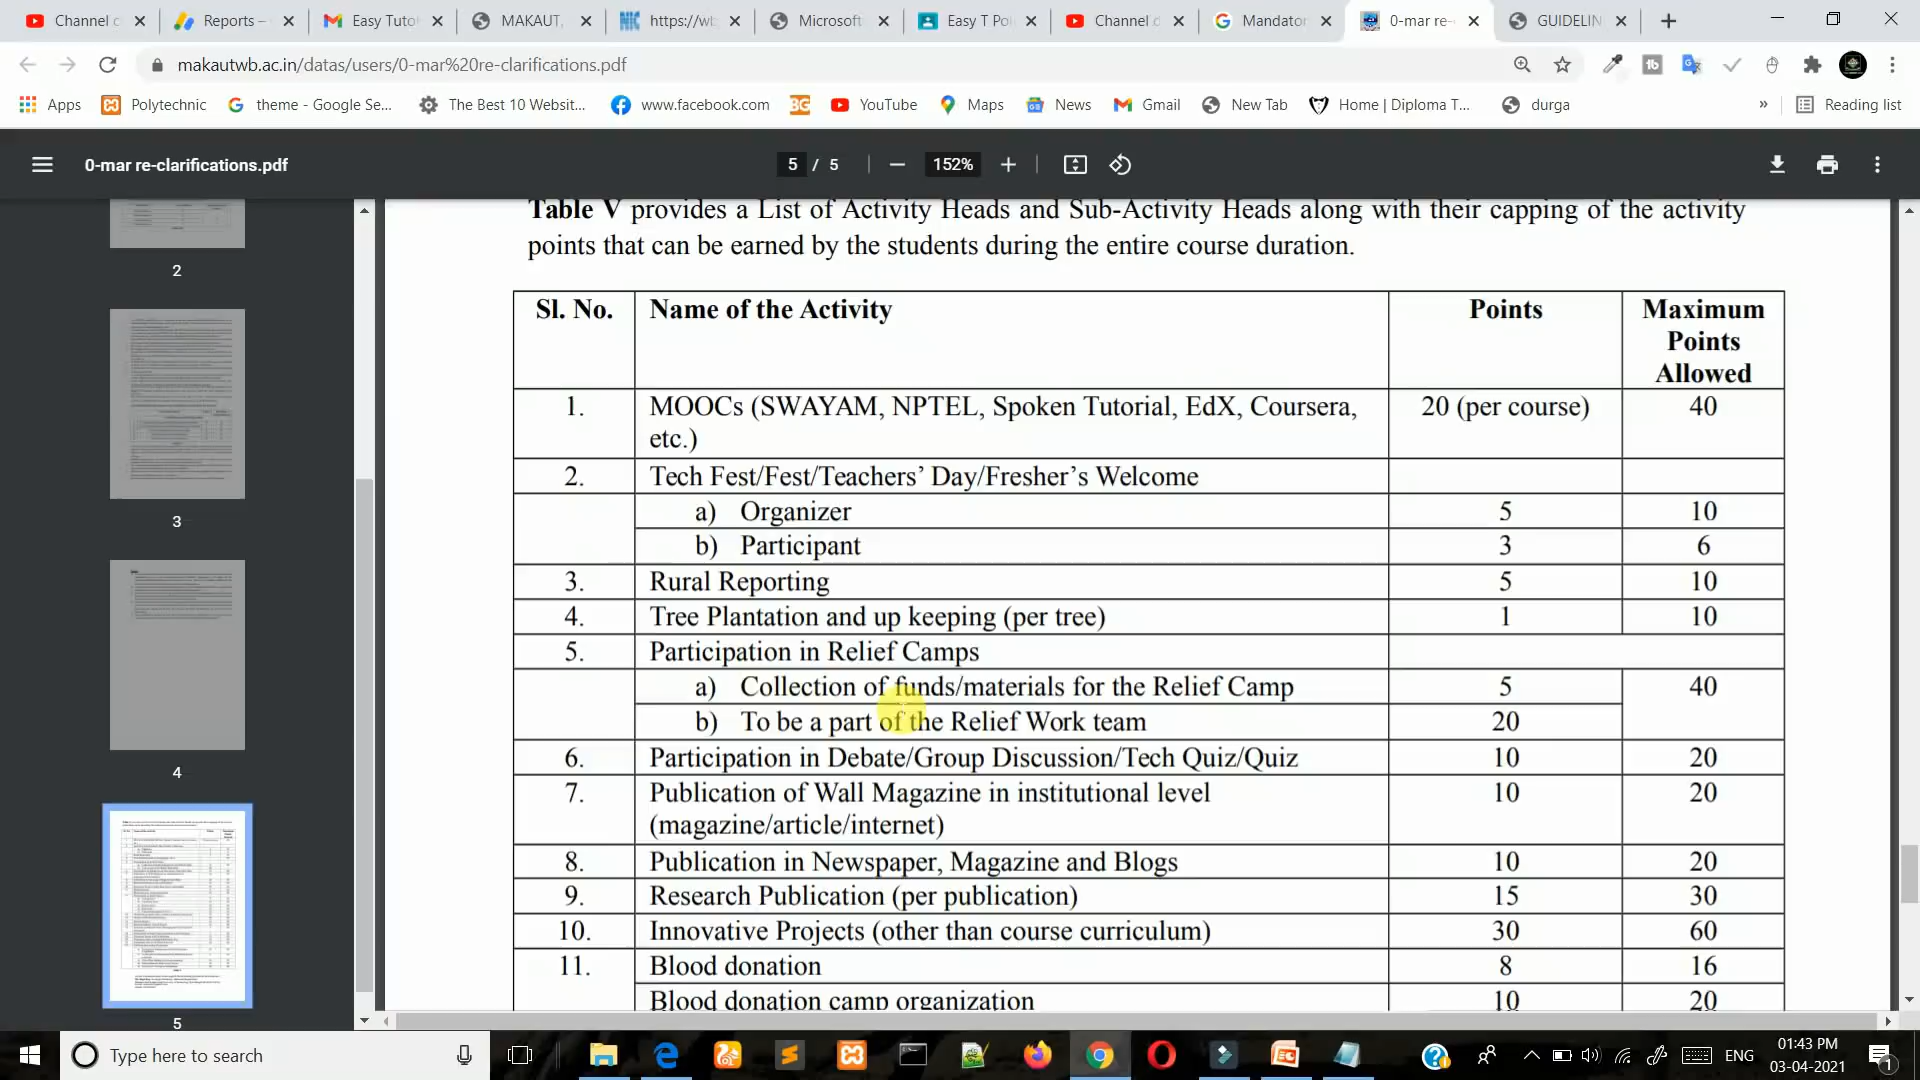 Channel c
Reports –
Easy Tuto
MAKAUT,
https://wb
Microsoft
Easy T Poi
Channel d
Mandator
0-mar re-
GUIDELIN
makautwb.ac.in/datas/users/0-mar%20re-clarifications.pdf
Apps
Polytechnic
theme - Google Se...
The Best 10 Websit...
www.facebook.com
YouTube
Maps
News
Gmail
New Tab
Home | Diploma T...
durga
»
Reading list
0-mar re-clarifications.pdf
5 / 5
152%
2
3
4
5
Table V provides a List of Activity Heads and Sub-Activity Heads along with their capping of the activity
points that can be earned by the students during the entire course duration.
Sl. No. Name of the Activity Points Maximum
Points
Allowed
1. MOOCs (SWAYAM, NPTEL, Spoken Tutorial, EdX, Coursera, 20 (per course) 40
etc.)
2. Tech Fest/Fest/Teachers’ Day/Fresher’s Welcome
a) Organizer 5 10
b) Participant 3 6
3. Rural Reporting 5 10
4. Tree Plantation and up keeping (per tree) 1 10
5. Participation in Relief Camps
a) Collection of funds/materials for the Relief Camp 5 40
b) To be a part of the Relief Work team 20
6. Participation in Debate/Group Discussion/Tech Quiz/Quiz 10 20
7. Publication of Wall Magazine in institutional level 10 20
(magazine/article/internet)
8. Publication in Newspaper, Magazine and Blogs 10 20
9. Research Publication (per publication) 15 30
10. Innovative Projects (other than course curriculum) 30 60
11. Blood donation 8 16
Blood donation camp organization 10 20
Type here to search
ENG
01:43 PM
03-04-2021
1